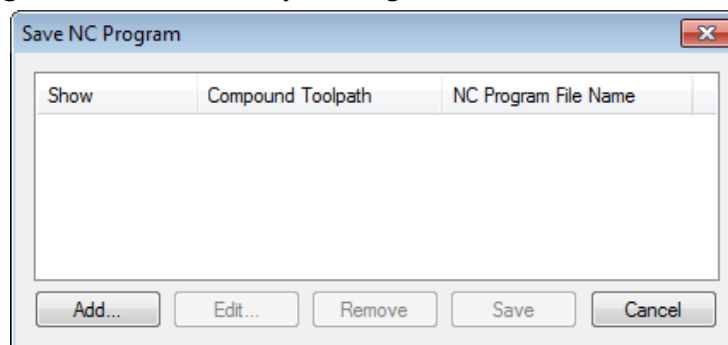 Save NC Program
Show Compound Toolpath NC Program File Name
Add... Edit... Remove Save Cancel